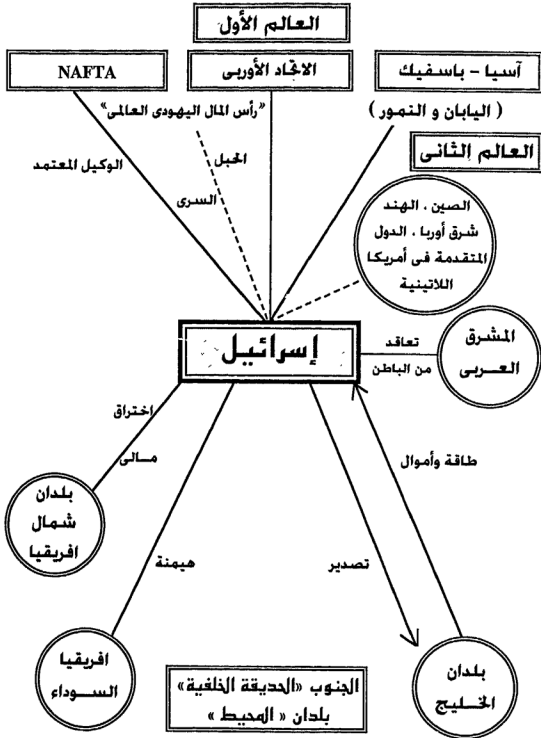 العالم الأول
آسيا - باسفيك
الاتحاد الأوربى
NAFTA
( اليابان و النمور )
«رأس المال اليهودى العالمى»
العالم الثانى
الحبل
السرى
الوكيل المعتمد
الصين ، الهند
شرق أوربا ، الدول
المتقدمة فى أمريكا
اللاتينية
إسرائيل
المشرق
العربى
تعاقد
من الباطن
اختراق
مالى
طاقة وأموال
بلدان
شمال
افريقيا
هيمنة
تصدير
افريقيا
السوداء
الجنوب «الحديقة الخلفية»
بلدان « المحيط »
بلدان
الخليج